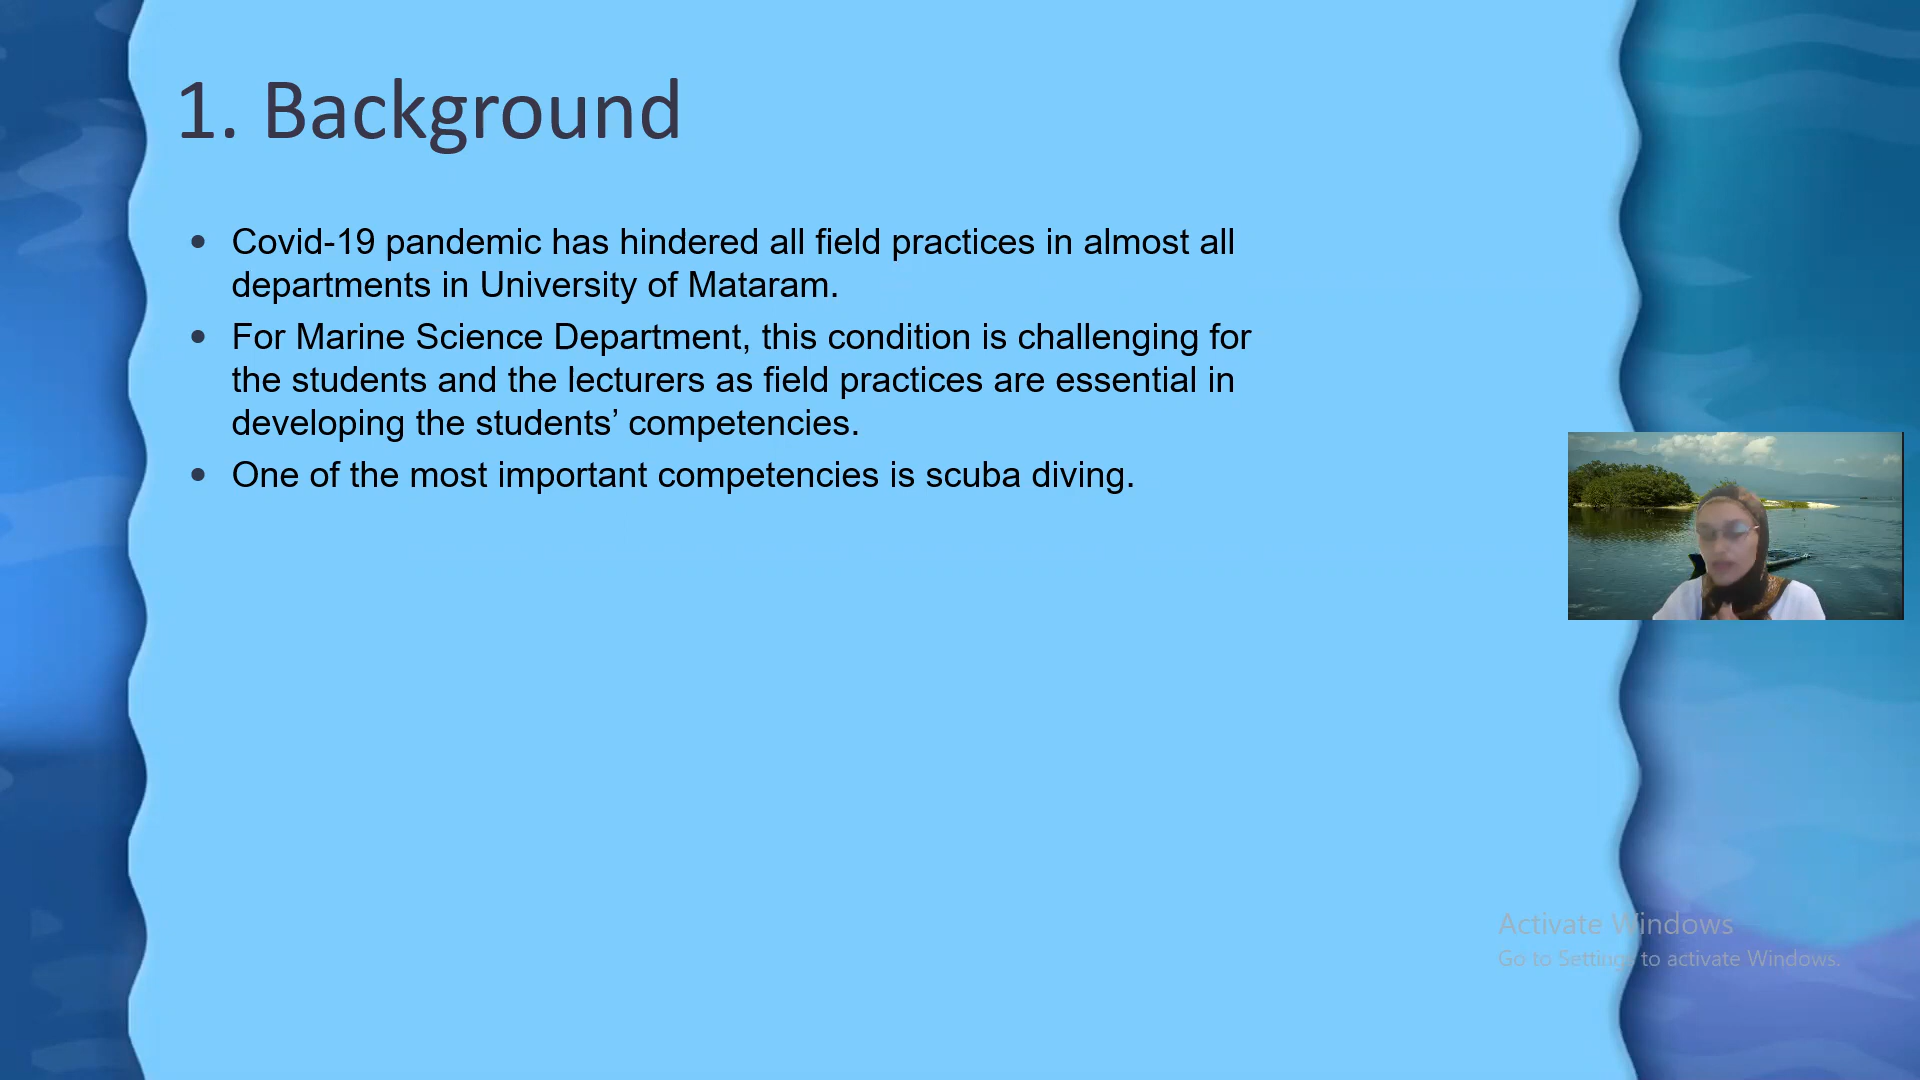 1. Background
• Covid-19 pandemic has hindered all field practices in almost all
departments in University of Mataram.
• For Marine Science Department, this condition is challenging for
the students and the lecturers as field practices are essential in
developing the students’ competencies.
• One of the most important competencies is scuba diving.
Activate Windows
Go to Settings to activate Windows.